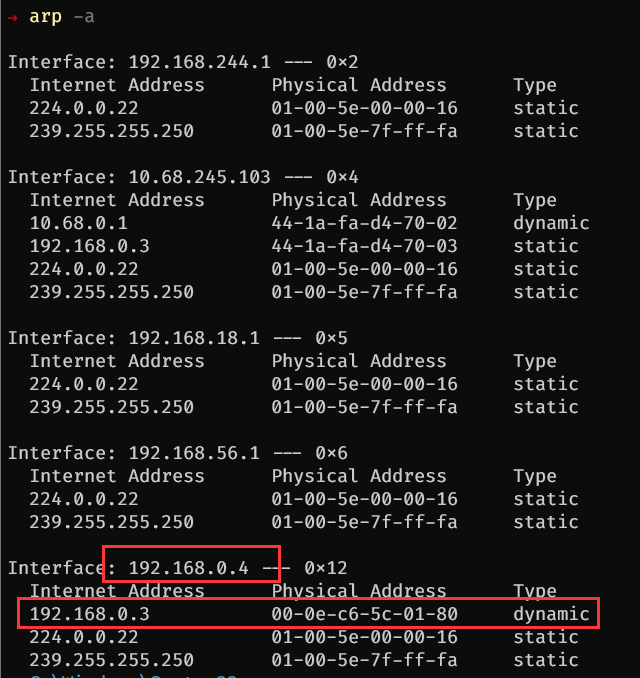 → arp -a
Interface: 192.168.244.1 --- 0×2
Internet Address Physical Address Type
224.0.0.22 01-00-5e-00-00-16 static
239.255.255.250 01-00-5e-7f-ff-fa static
Interface: 10.68.245.103 --- 0×4
Internet Address Physical Address Type
10.68.0.1 44-1a-fa-d4-70-02 dynamic
192.168.0.3 44-1a-fa-d4-70-03 static
224.0.0.22 01-00-5e-00-00-16 static
239.255.255.250 01-00-5e-7f-ff-fa static
Interface: 192.168.18.1 --- 0×5
Internet Address Physical Address Type
224.0.0.22 01-00-5e-00-00-16 static
239.255.255.250 01-00-5e-7f-ff-fa static
Interface: 192.168.56.1 --- 0×6
Internet Address Physical Address Type
224.0.0.22 01-00-5e-00-00-16 static
239.255.255.250 01-00-5e-7f-ff-fa static
Interface: 192.168.0.4 --- 0×12
Internet Address Physical Address Type
192.168.0.3 00-0e-c6-5c-01-80 dynamic
224.0.0.22 01-00-5e-00-00-16 static
239.255.255.250 01-00-5e-7f-ff-fa static